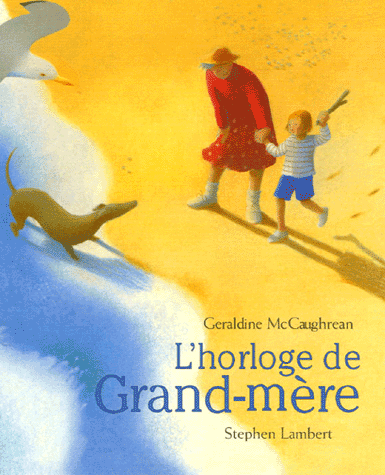 Geraldine McCaughrean
L'horloge de
Grand-mère
Stephen Lambert